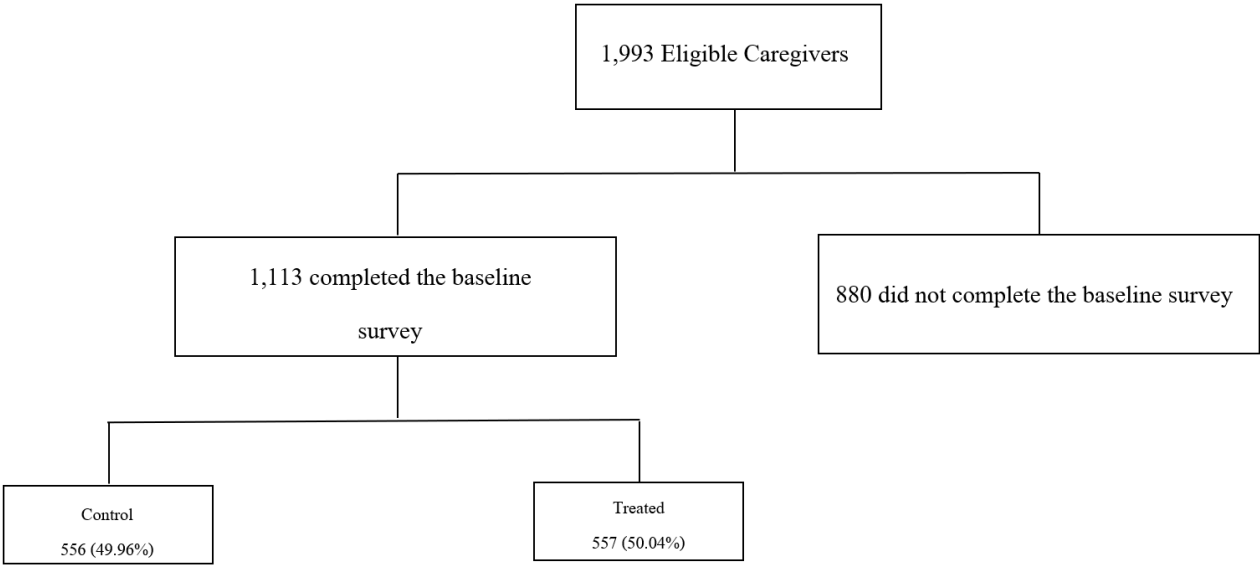 1,993 Eligible Caregivers
1,113 completed the baseline
survey
880 did not complete the baseline survey
Control
556 (49.96%)
Treated
557 (50.04%)